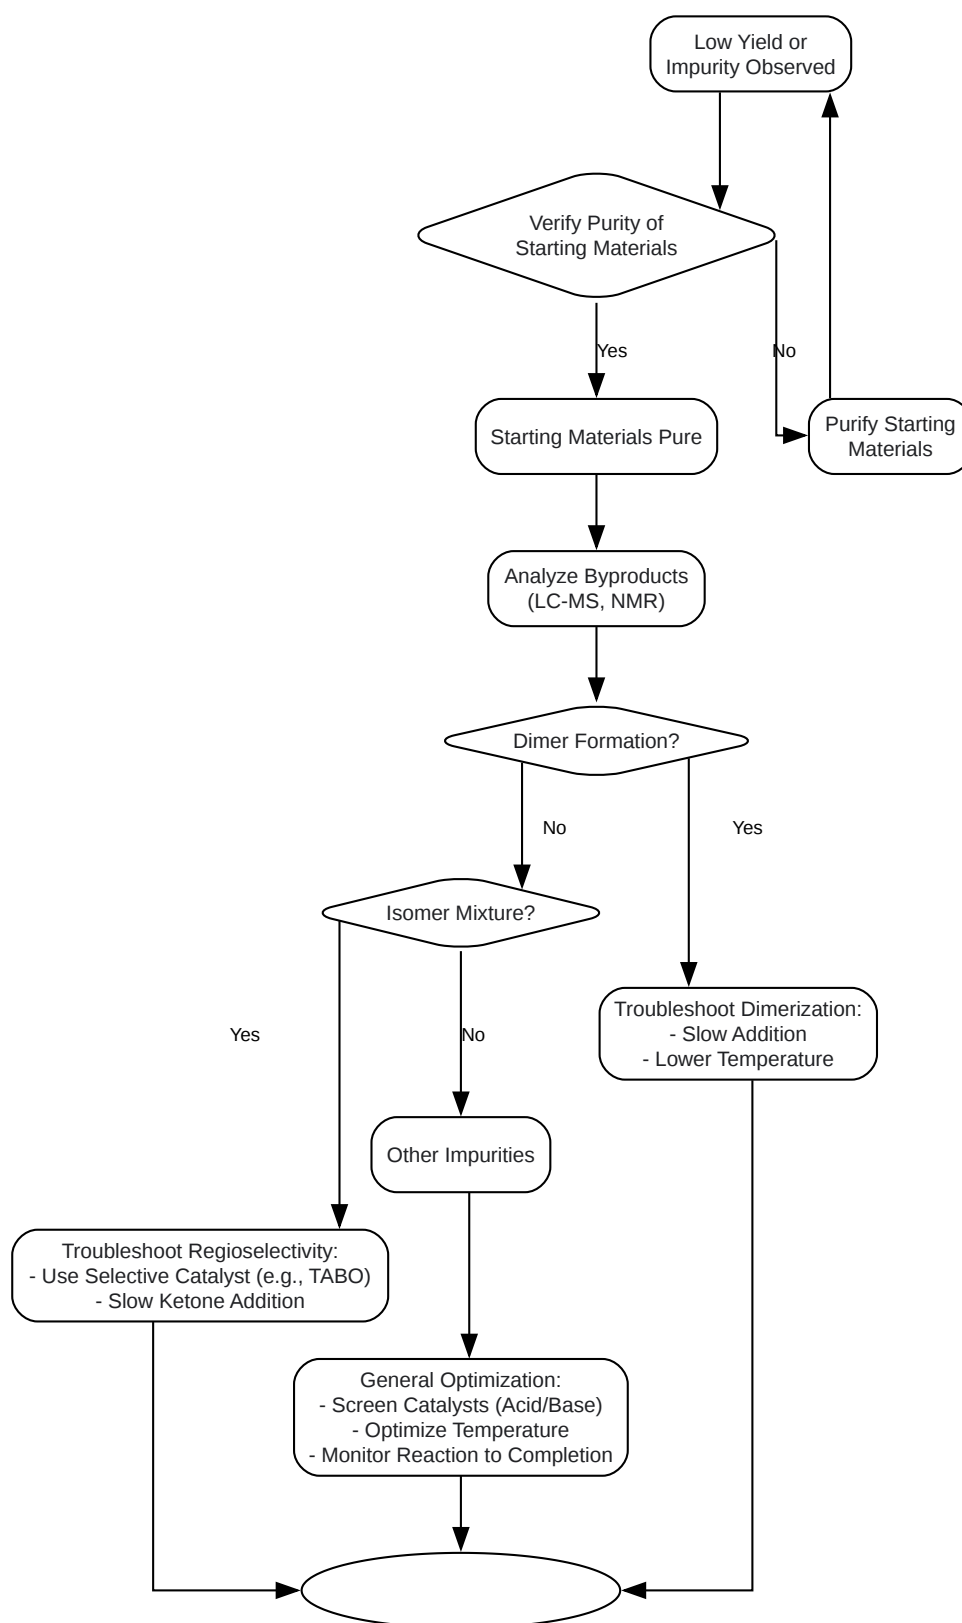 Low Yield or
Impurity Observed
Verify Purity of
Starting Materials
Yes
No
Starting Materials Pure
Purify Starting
Materials
Analyze Byproducts
(LC-MS, NMR)
Dimer Formation?
No
Yes
Isomer Mixture?
Troubleshoot Dimerization:
- Slow Addition
- Lower Temperature
Yes
No
Other Impurities
Troubleshoot Regioselectivity:
- Use Selective Catalyst (e.g., TABO)
- Slow Ketone Addition
General Optimization:
- Screen Catalysts (Acid/Base)
- Optimize Temperature
- Monitor Reaction to Completion